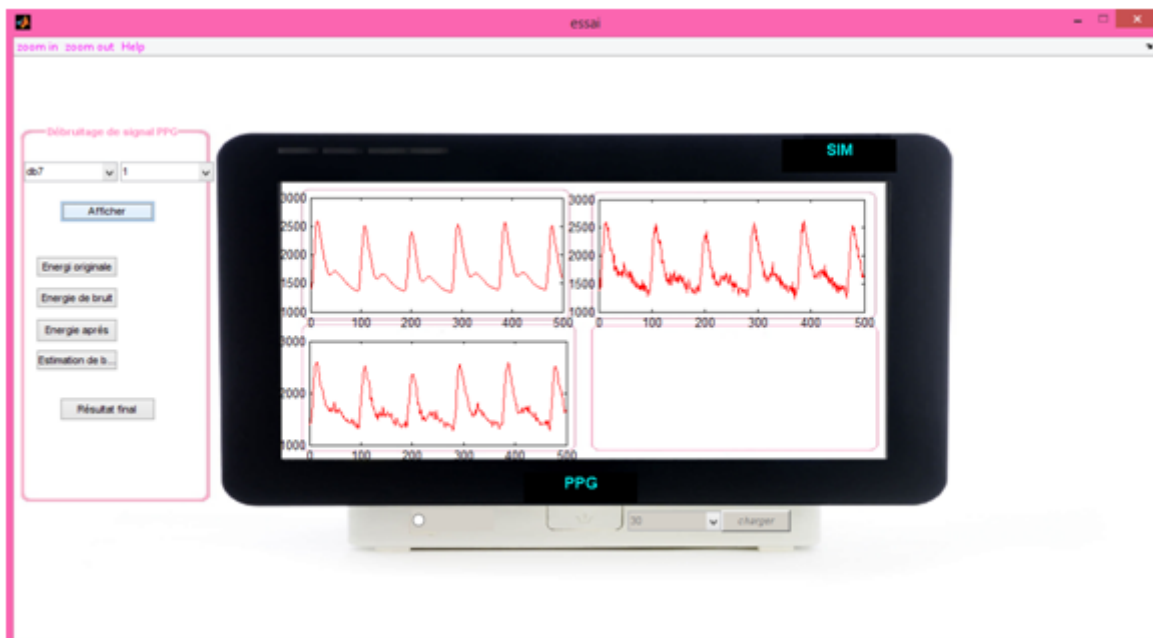 essai
zoom in zoom out Help
Débruitage de signal PPG
db7 1
Afficher
Energi originale
Energie de bruit
Energie aprés
Estimation de b...
Résultat final
SIM
3000
2500
2000
1500
1000
0 100 200 300 400 500
3000
2500
2000
1500
1000
0 100 200 300 400 500
3000
2000
1000
0 100 200 300 400 500
PPG
30 charger